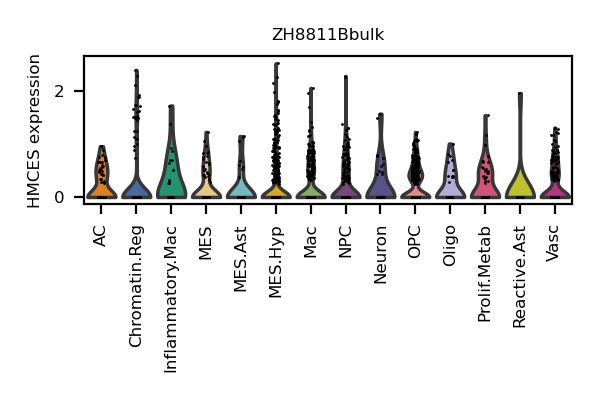 ZH8811Bbulk
HMCES expression
2
0
AC
Chromatin.Reg
Inflammatory.Mac
MES
MES.Ast
MES.Hyp
Mac
NPC
Neuron
OPC
Oligo
Prolif.Metab
Reactive.Ast
Vasc